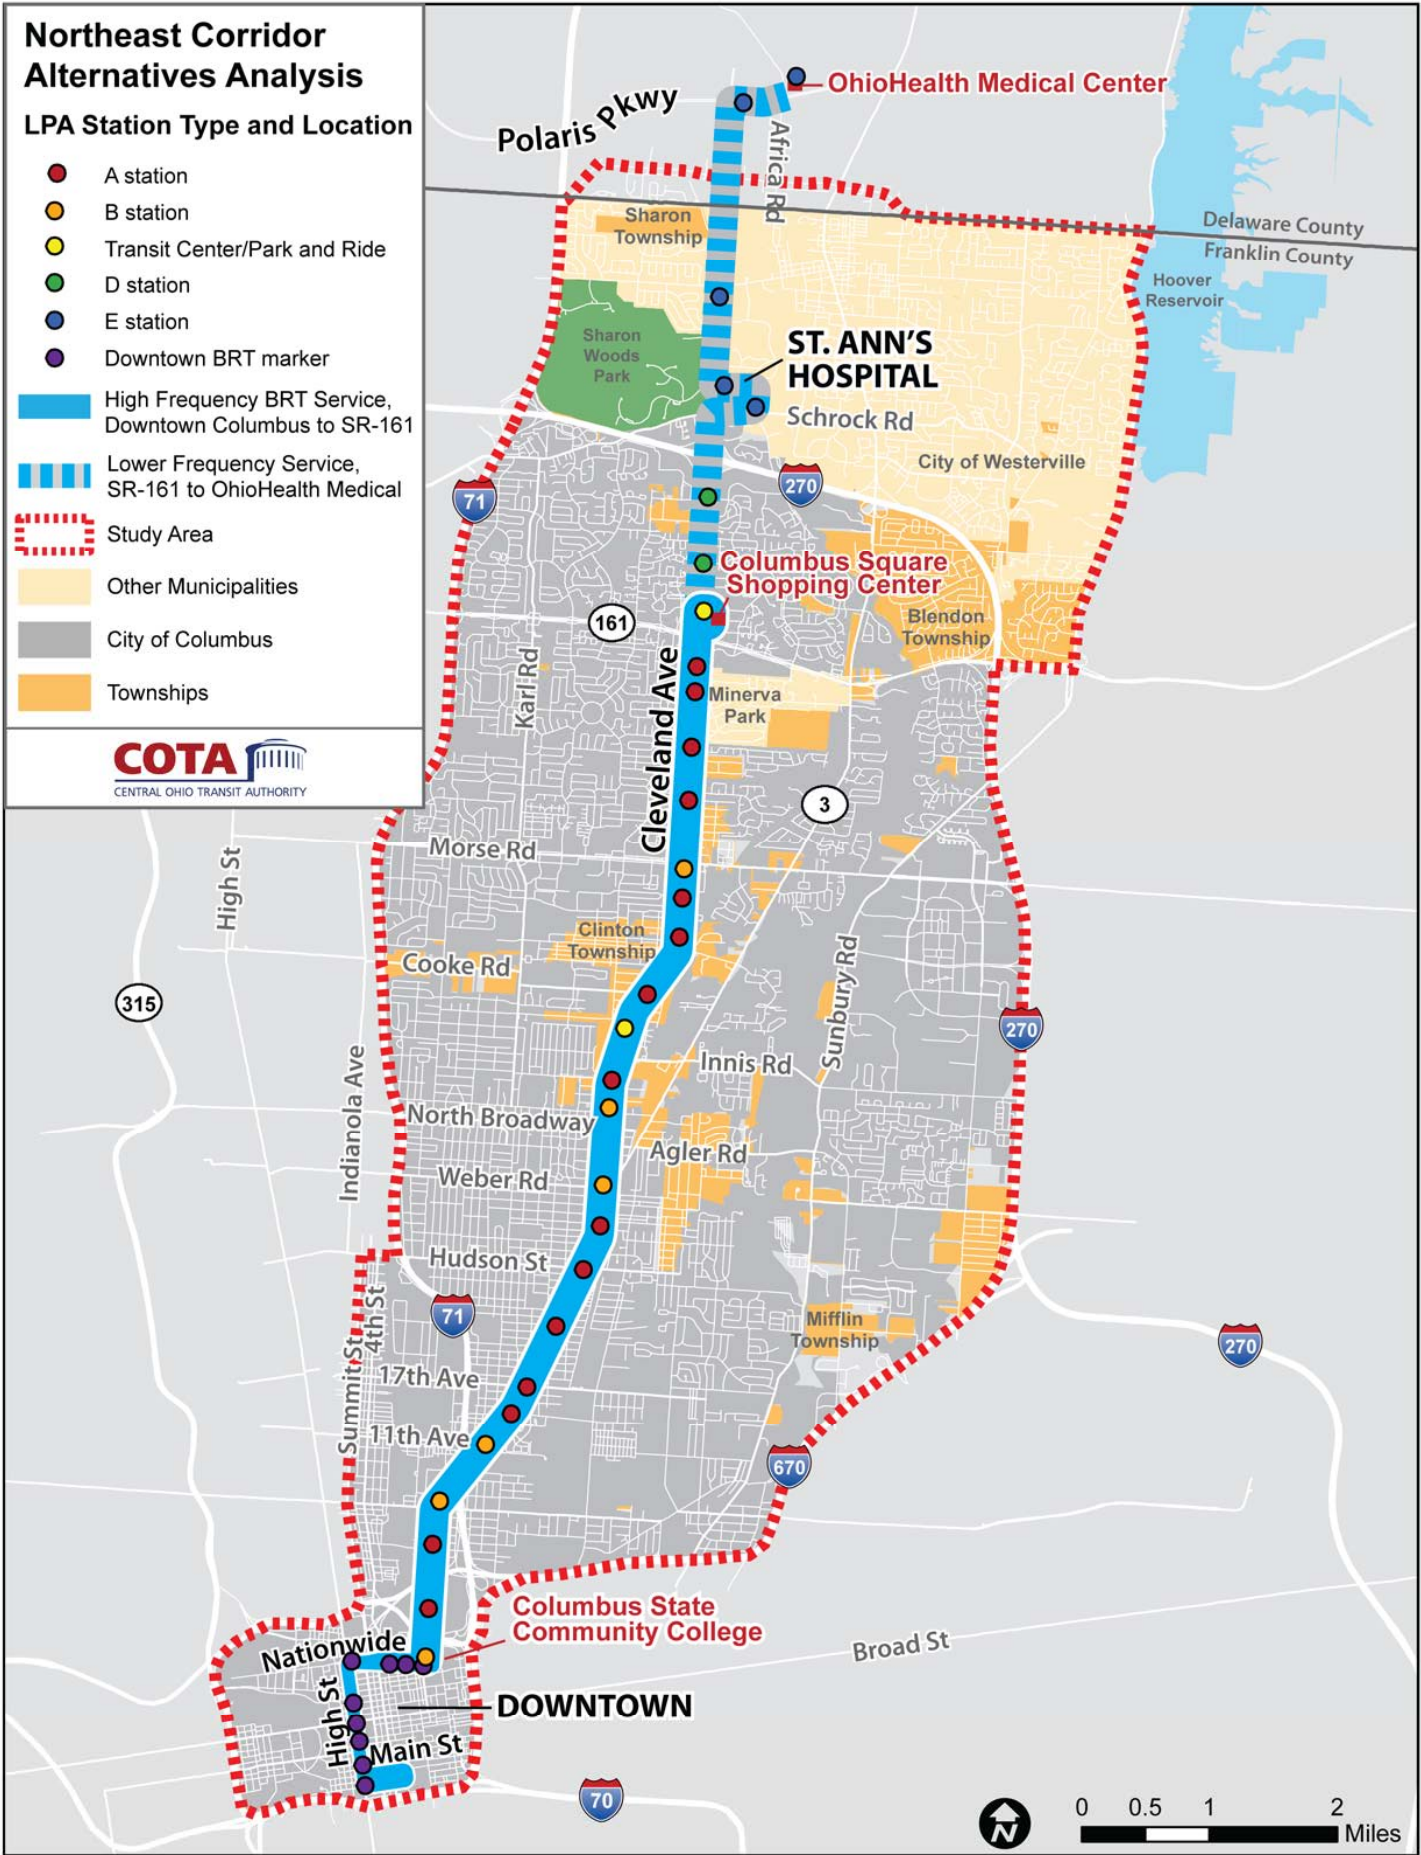 Northeast Corridor
Alternatives Analysis
LPA Station Type and Location
A station
B station
Transit Center/Park and Ride
D station
E station
Downtown BRT marker
High Frequency BRT Service,
Downtown Columbus to SR-161
Lower Frequency Service,
SR-161 to OhioHealth Medical
Study Area
Other Municipalities
City of Columbus
Townships
COTA
CENTRAL OHIO TRANSIT AUTHORITY
OhioHealth Medical Center
Polaris Pkwy
Africa Rd
Sharon
Township
Delaware County
Franklin County
Hoover
Reservoir
Sharon
Woods
Park
ST. ANN'S
HOSPITAL
Schrock Rd
City of Westerville
71
270
Columbus Square
Shopping Center
161
Blendon
Township
Karl Rd
Cleveland Ave
Minerva
Park
3
High St
Morse Rd
Clinton
Township
Cooke Rd
Sunbury Rd
315
270
Indianola Ave
Innis Rd
North Broadway
Agler Rd
Weber Rd
Hudson St
71
4th St
Summit St
Mifflin
Township
270
17th Ave
11th Ave
670
Columbus State
Community College
Nationwide
Broad St
High St
DOWNTOWN
Main St
70
N
0 0.5 1 2
Miles